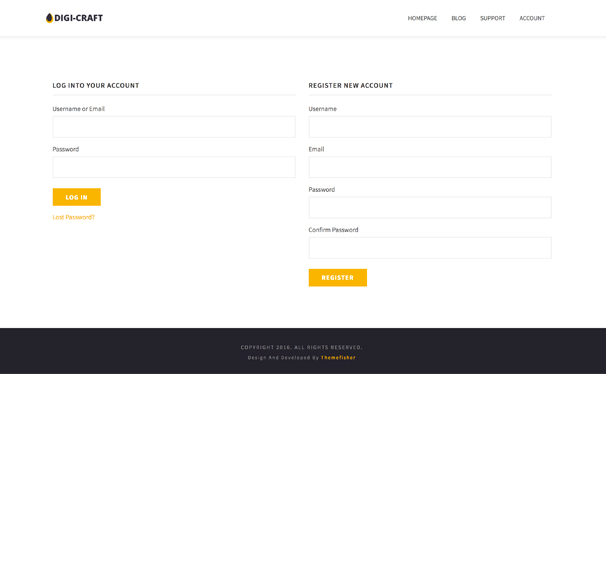 DIGI-CRAFT
HOMEPAGE BLOG SUPPORT ACCOUNT
LOG INTO YOUR ACCOUNT
Username or Email
Password
LOG IN
Lost Password?
REGISTER NEW ACCOUNT
Username
Email
Password
Confirm Password
REGISTER
COPYRIGHT 2016. ALL RIGHTS RESERVED.
Design And Developed By Themefisher